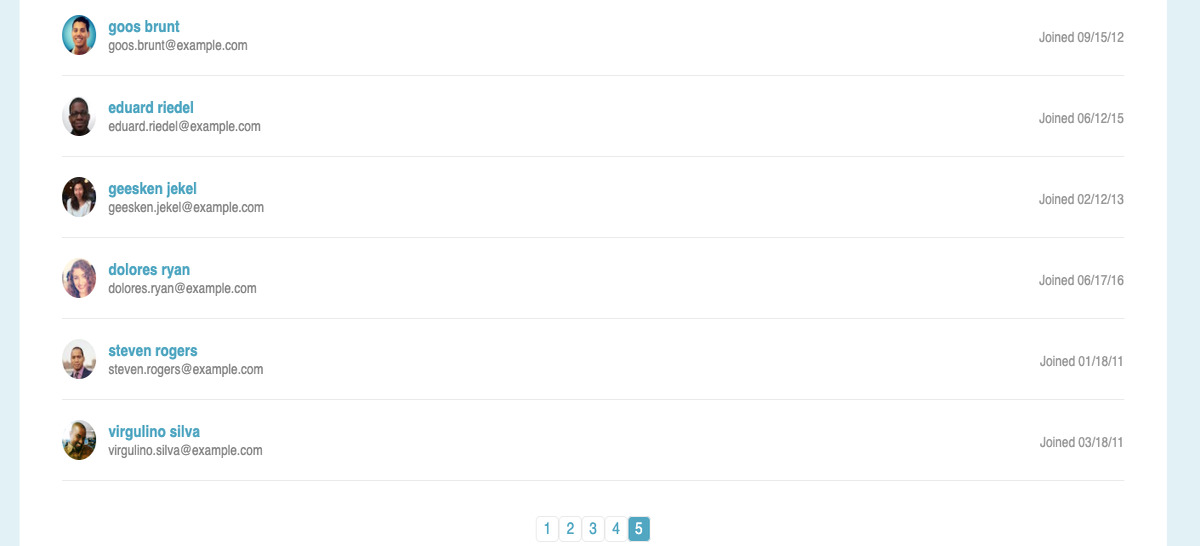 goos brunt
goos.brunt@example.com
Joined 09/15/12
eduard riedel
eduard.riedel@example.com
Joined 06/12/15
geesken jekel
geesken.jekel@example.com
Joined 02/12/13
dolores ryan
dolores.ryan@example.com
Joined 06/17/16
steven rogers
steven.rogers@example.com
Joined 01/18/11
virgulino silva
virgulino.silva@example.com
Joined 03/18/11
1 2 3 4 5